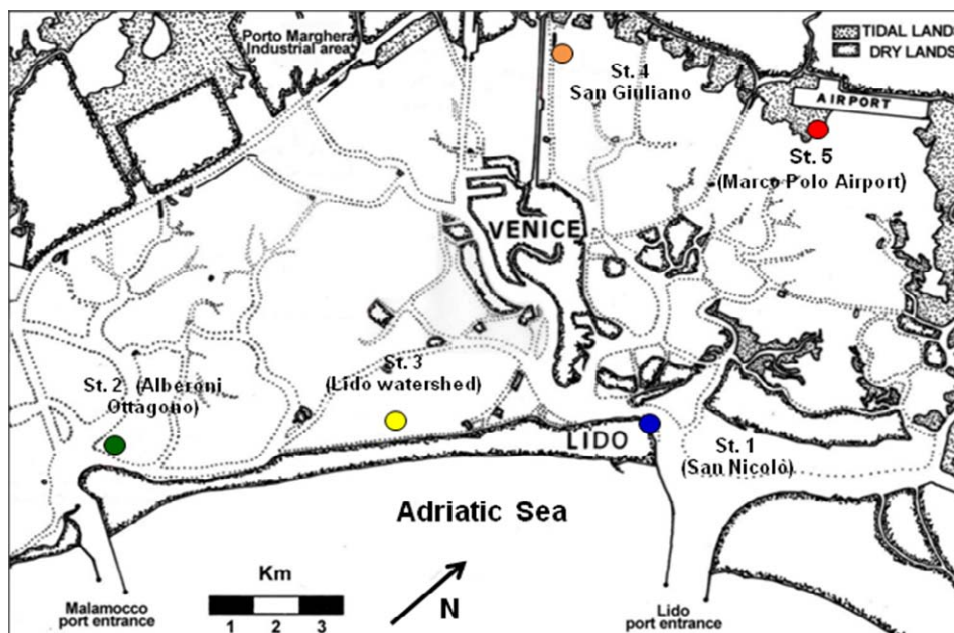 TIDAL LANDS
DRY LANDS
Porto Marghera
Industrial area
St. 4
San Giuliano
AIRPORT
St. 5
(Marco Polo Airport)
VENICE
St. 3
(Lido watershed)
St. 2 (Alberoni
Ottagono)
LIDO
St. 1
(San Nicolò)
Adriatic Sea
Km
1 2 3
N
Malamocco
port entrance
Lido
port entrance